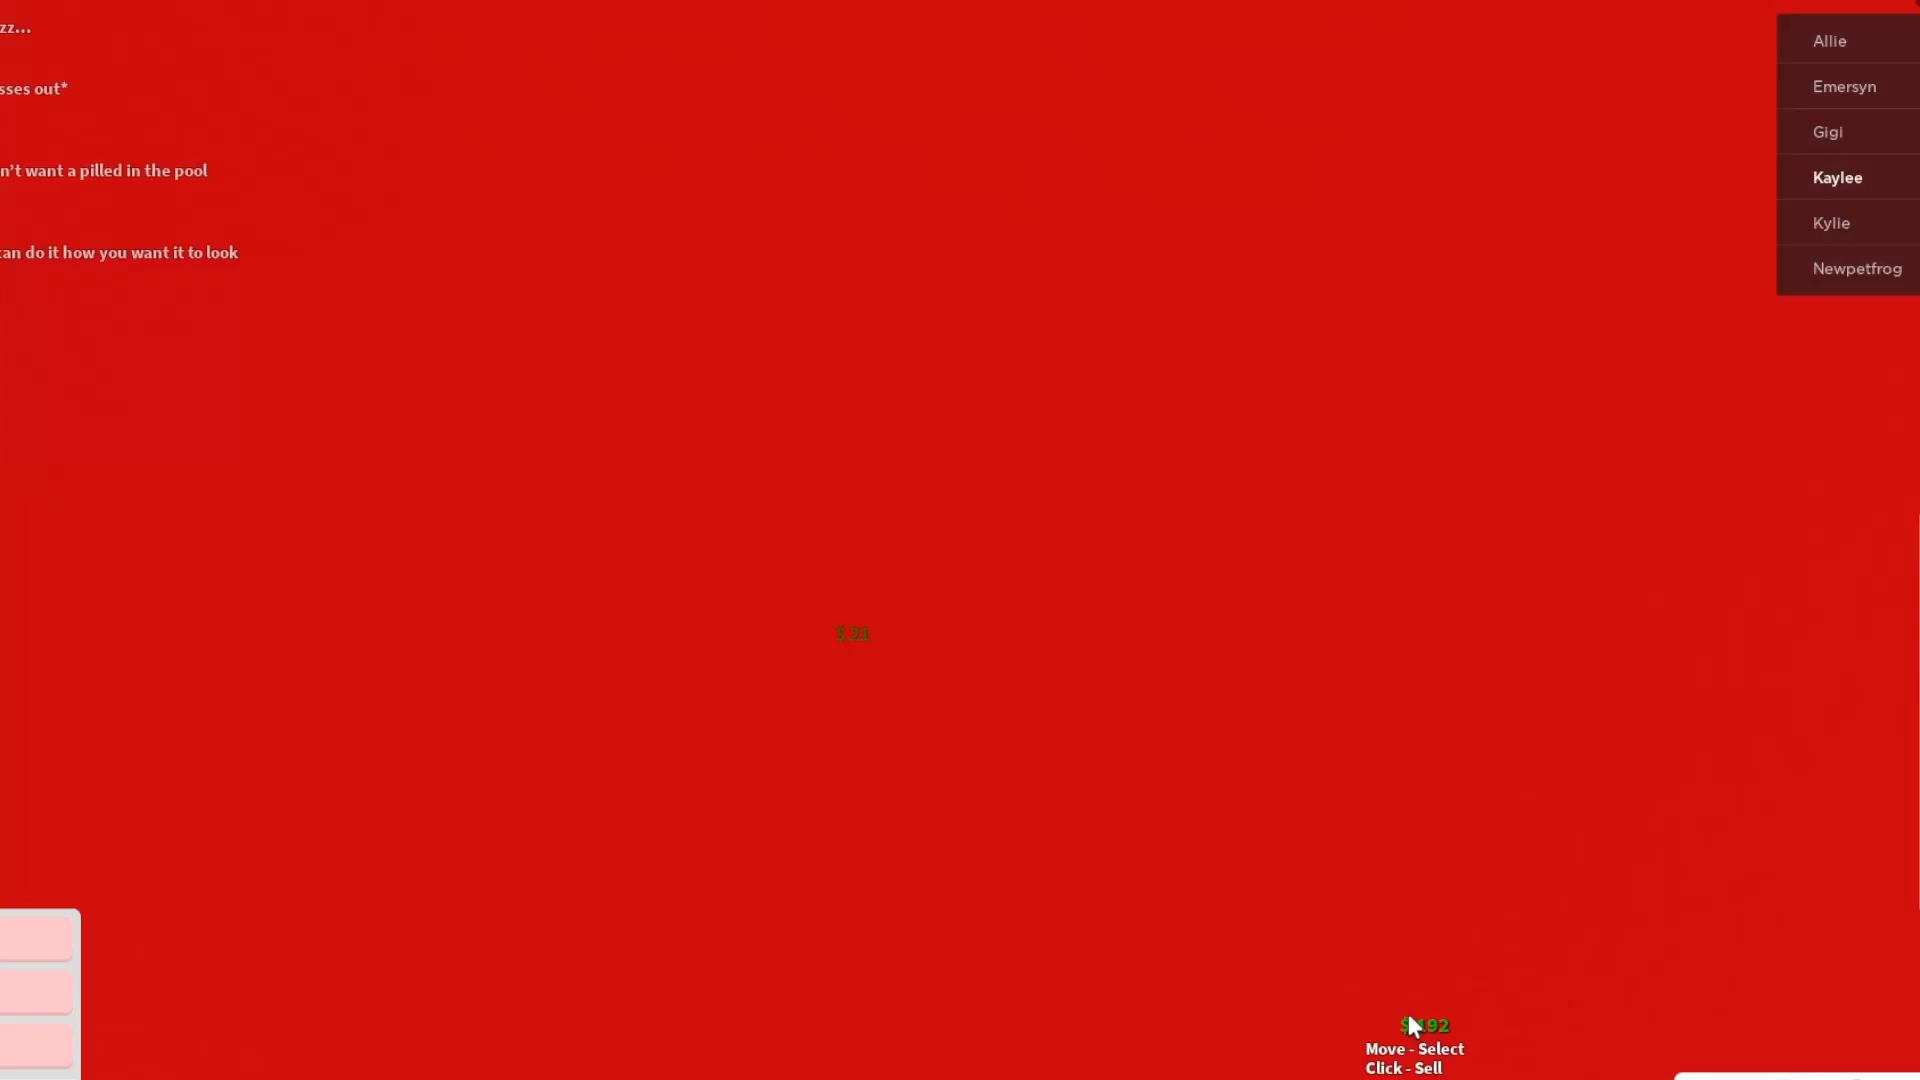 zz...
sses out*
n't want a pilled in the pool
can do it how you want it to look
Allie
Emersyn
Gigi
Kaylee
Kylie
Newpetfrog
$ 21
Move - Select
Click - Sell